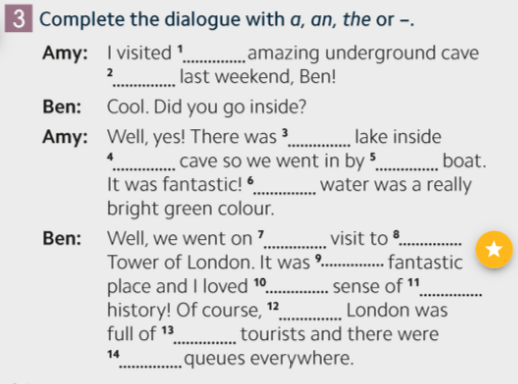 3 Complete the dialogue with a, an, the or –.
Amy: I visited 1.............. amazing underground cave
2.............. last weekend, Ben!
Ben: Cool. Did you go inside?
Amy: Well, yes! There was 3.............. lake inside
4.............. cave so we went in by 5.............. boat.
It was fantastic! 6.............. water was a really
bright green colour.
Ben: Well, we went on 7.............. visit to 8..............
Tower of London. It was 9.............. fantastic
place and I loved 10.............. sense of 11..............
history! Of course, 12.............. London was
full of 13.............. tourists and there were
14.............. queues everywhere.